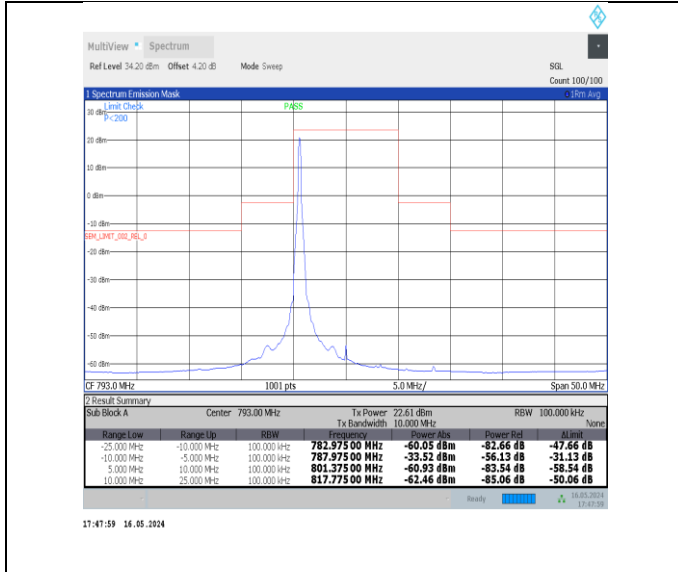 MultiView Spectrum
Ref Level 34.20 dBm Offset 4.20 dB Mode Sweep SGL
Count 100/100
1 Spectrum Emission Mask 1Rm Avg
30 dBm
Limit Check PASS
P<200
20 dBm
10 dBm
0 dBm
-10 dBm
SEM_LIMIT_002_REL_0
-20 dBm
-30 dBm
-40 dBm
-50 dBm
-60 dBm
CF 793.0 MHz 1001 pts 5.0 MHz/ Span 50.0 MHz
2 Result Summary
Sub Block A Center 793.00 MHz Tx Power 22.61 dBm RBW 100.000 kHz
Tx Bandwidth 10.000 MHz None
Range Low Range Up RBW Frequency Power Abs Power Rel ΔLimit
-25.000 MHz -10.000 MHz 100.000 kHz 782.97500 MHz -60.05 dBm -82.66 dB -47.66 dB
-10.000 MHz -5.000 MHz 100.000 kHz 787.97500 MHz -33.52 dBm -56.13 dB -31.13 dB
5.000 MHz 10.000 MHz 100.000 kHz 801.37500 MHz -60.93 dBm -83.54 dB -58.54 dB
10.000 MHz 25.000 MHz 100.000 kHz 817.77500 MHz -62.46 dBm -85.06 dB -50.06 dB
Ready 16.05.2024
17:47:59
17:47:59 16.05.2024